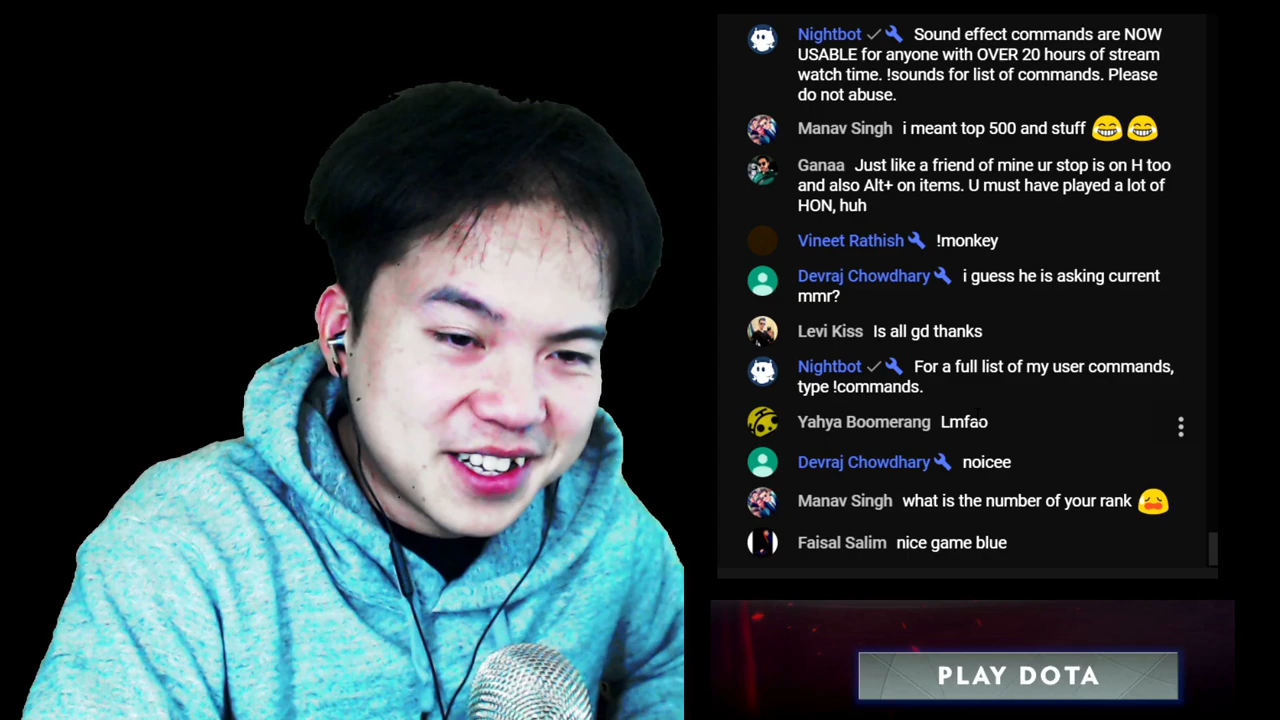 Nightbot Sound effect commands are NOW
USABLE for anyone with OVER 20 hours of stream
watch time. !sounds for list of commands. Please
do not abuse.
Manav Singh i meant top 500 and stuff 😂 😂
Ganaa Just like a friend of mine ur stop is on H too
and also Alt+ on items. U must have played a lot of
HON, huh
Vineet Rathish !monkey
Devraj Chowdhary i guess he is asking current
mmr?
Levi Kiss Is all gd thanks
Nightbot For a full list of my user commands,
type !commands.
Yahya Boomerang Lmfao
Devraj Chowdhary noicee
Manav Singh what is the number of your rank 😩
Faisal Salim nice game blue
PLAY DOTA